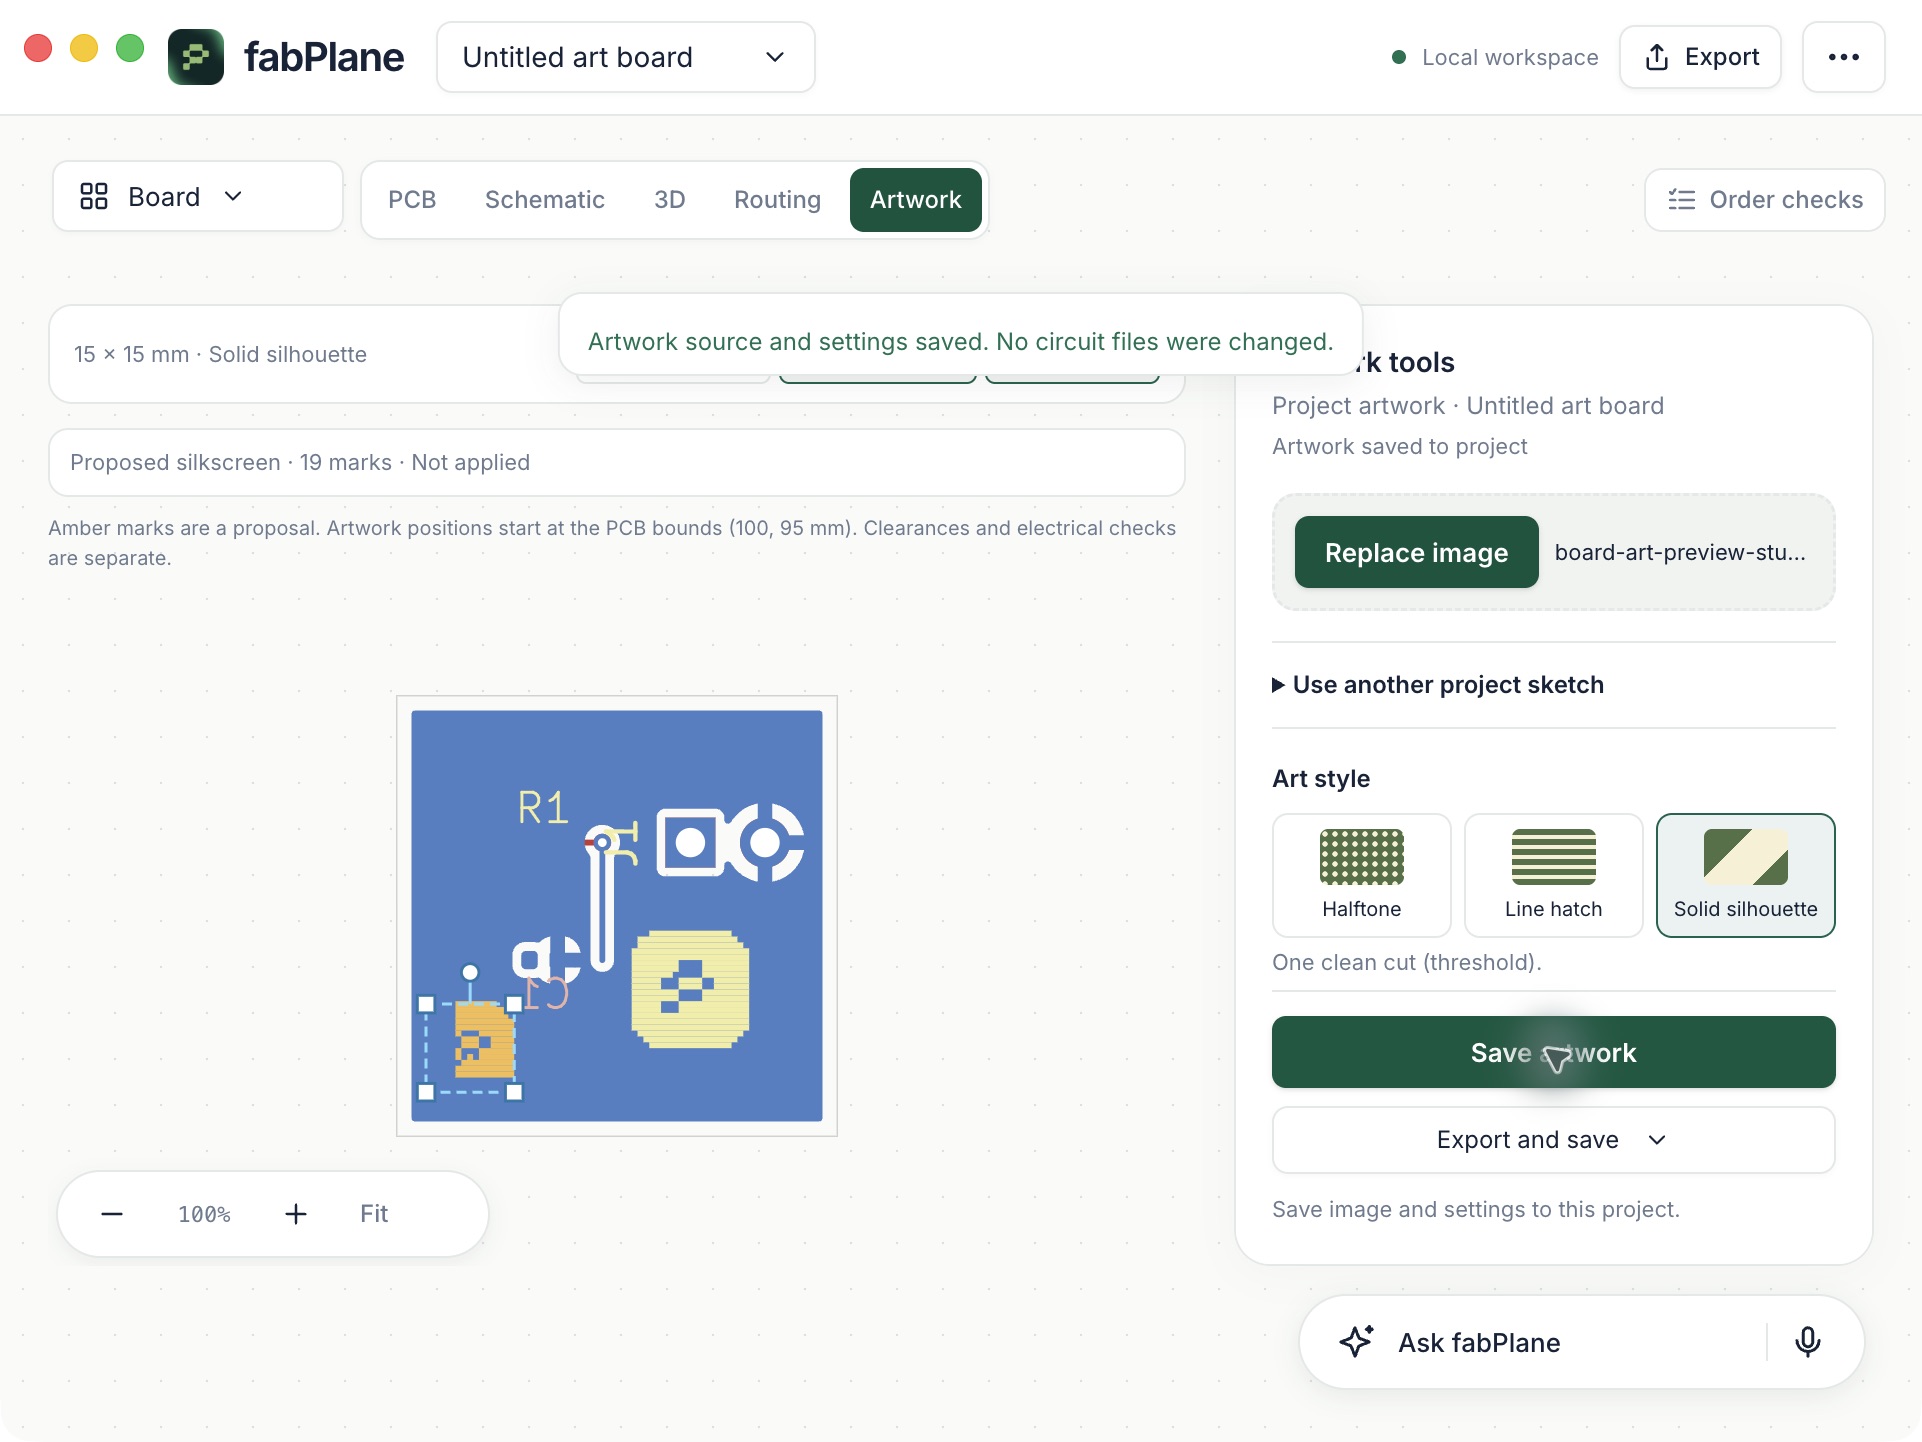 fabPlane
Untitled art board
Local workspace
Export
Board
PCB
Schematic
3D
Routing
Artwork
Order checks
Artwork source and settings saved. No circuit files were changed.
15 × 15 mm · Solid silhouette
Proposed silkscreen · 19 marks · Not applied
Amber marks are a proposal. Artwork positions start at the PCB bounds (100, 95 mm). Clearances and electrical checks
are separate.
R1
J1
C1
100%
Fit
tools
Project artwork · Untitled art board
Artwork saved to project
Replace image
board-art-preview-stu...
Use another project sketch
Art style
Halftone
Line hatch
Solid silhouette
One clean cut (threshold).
Save artwork
Export and save
Save image and settings to this project.
Ask fabPlane